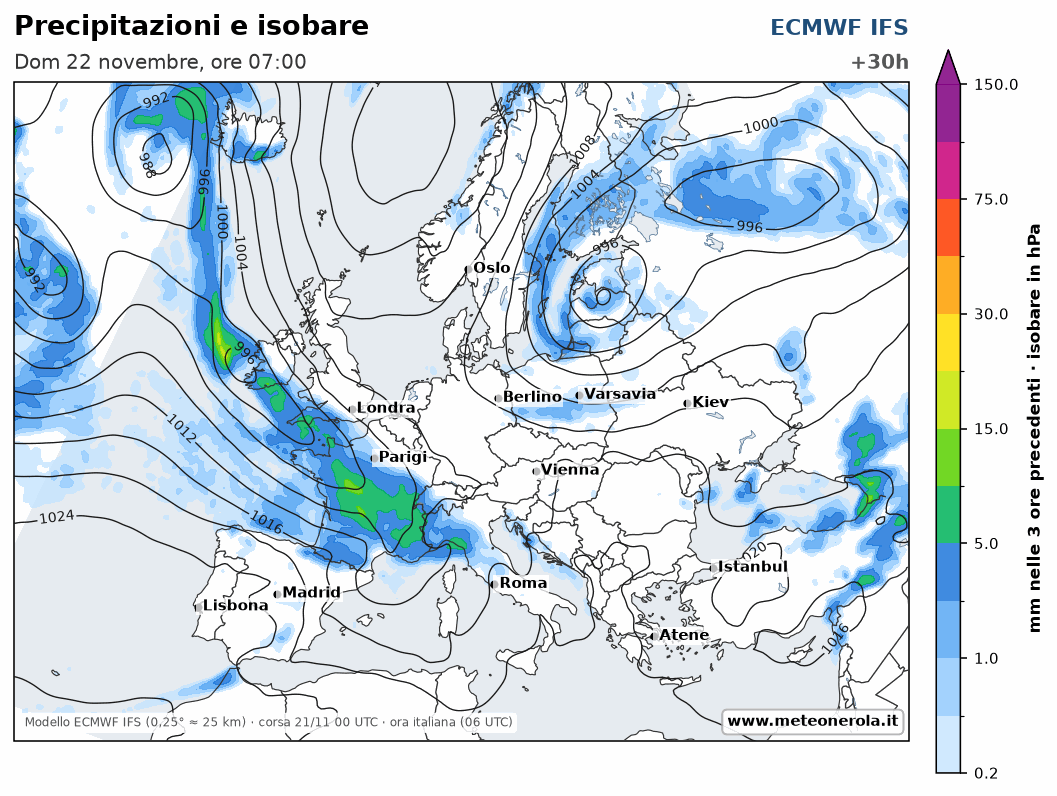 Precipitazioni e isobare
ECMWF IFS
Dom 22 novembre, ore 07:00
+30h
150.0
75.0
30.0
15.0
5.0
1.0
0.2
mm nelle 3 ore precedenti · isobare in hPa
992
988
996
1000
1004
992
996
1012
1016
1024
1008
1004
1000
996
996
1016
Oslo
Londra
Berlino
Varsavia
Kiev
Parigi
Vienna
Istanbul
Roma
Madrid
Lisbona
Atene
Modello ECMWF IFS (0,25° ≈ 25 km) · corsa 21/11 00 UTC · ora italiana (06 UTC)
www.meteonerola.it